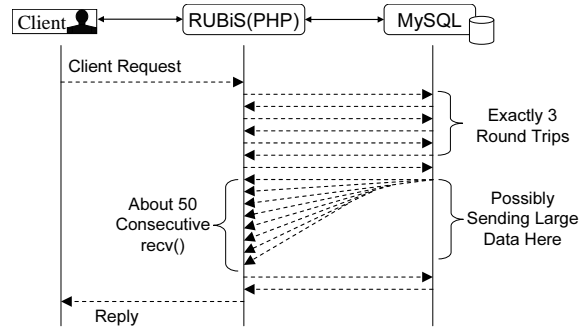 Client
RUBiS(PHP)
MySQL
Client Request
Exactly 3
Round Trips
About 50
Consecutive
recv()
Possibly
Sending Large
Data Here
Reply